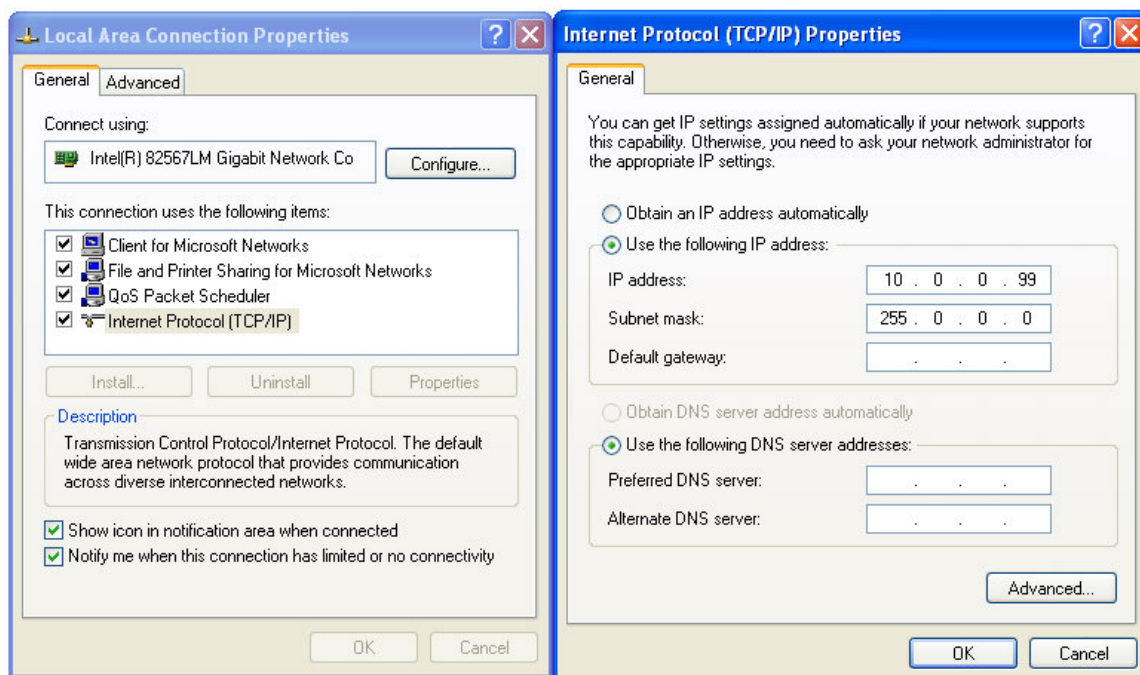 Local Area Connection Properties
General
Advanced
Connect using:
Intel(R) 82567LM Gigabit Network Co
Configure...
This connection uses the following items:
Client for Microsoft Networks
File and Printer Sharing for Microsoft Networks
QoS Packet Scheduler
Internet Protocol (TCP/IP)
Install...
Uninstall
Properties
Description
Transmission Control Protocol/Internet Protocol. The default
wide area network protocol that provides communication
across diverse interconnected networks.
Show icon in notification area when connected
Notify me when this connection has limited or no connectivity
OK
Cancel
Internet Protocol (TCP/IP) Properties
General
You can get IP settings assigned automatically if your network supports
this capability. Otherwise, you need to ask your network administrator for
the appropriate IP settings.
Obtain an IP address automatically
Use the following IP address:
IP address: 10 . 0 . 0 . 99
Subnet mask: 255 . 0 . 0 . 0
Default gateway: . . .
Obtain DNS server address automatically
Use the following DNS server addresses:
Preferred DNS server: . . .
Alternate DNS server: . . .
Advanced...
OK
Cancel